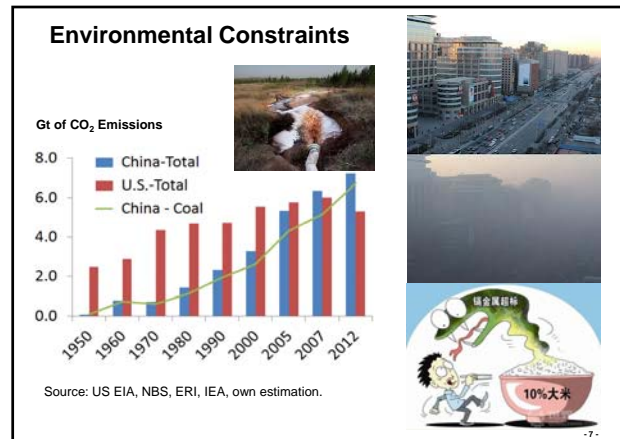 Environmental Constraints
Gt of CO₂ Emissions
8.0
6.0
4.0
2.0
0.0
China-Total
U.S.-Total
China - Coal
1950
1960
1970
1980
1990
2000
2005
2007
2012
Source: US EIA, NBS, ERI, IEA, own estimation.
镉金属超标
10%大米
- 7 -